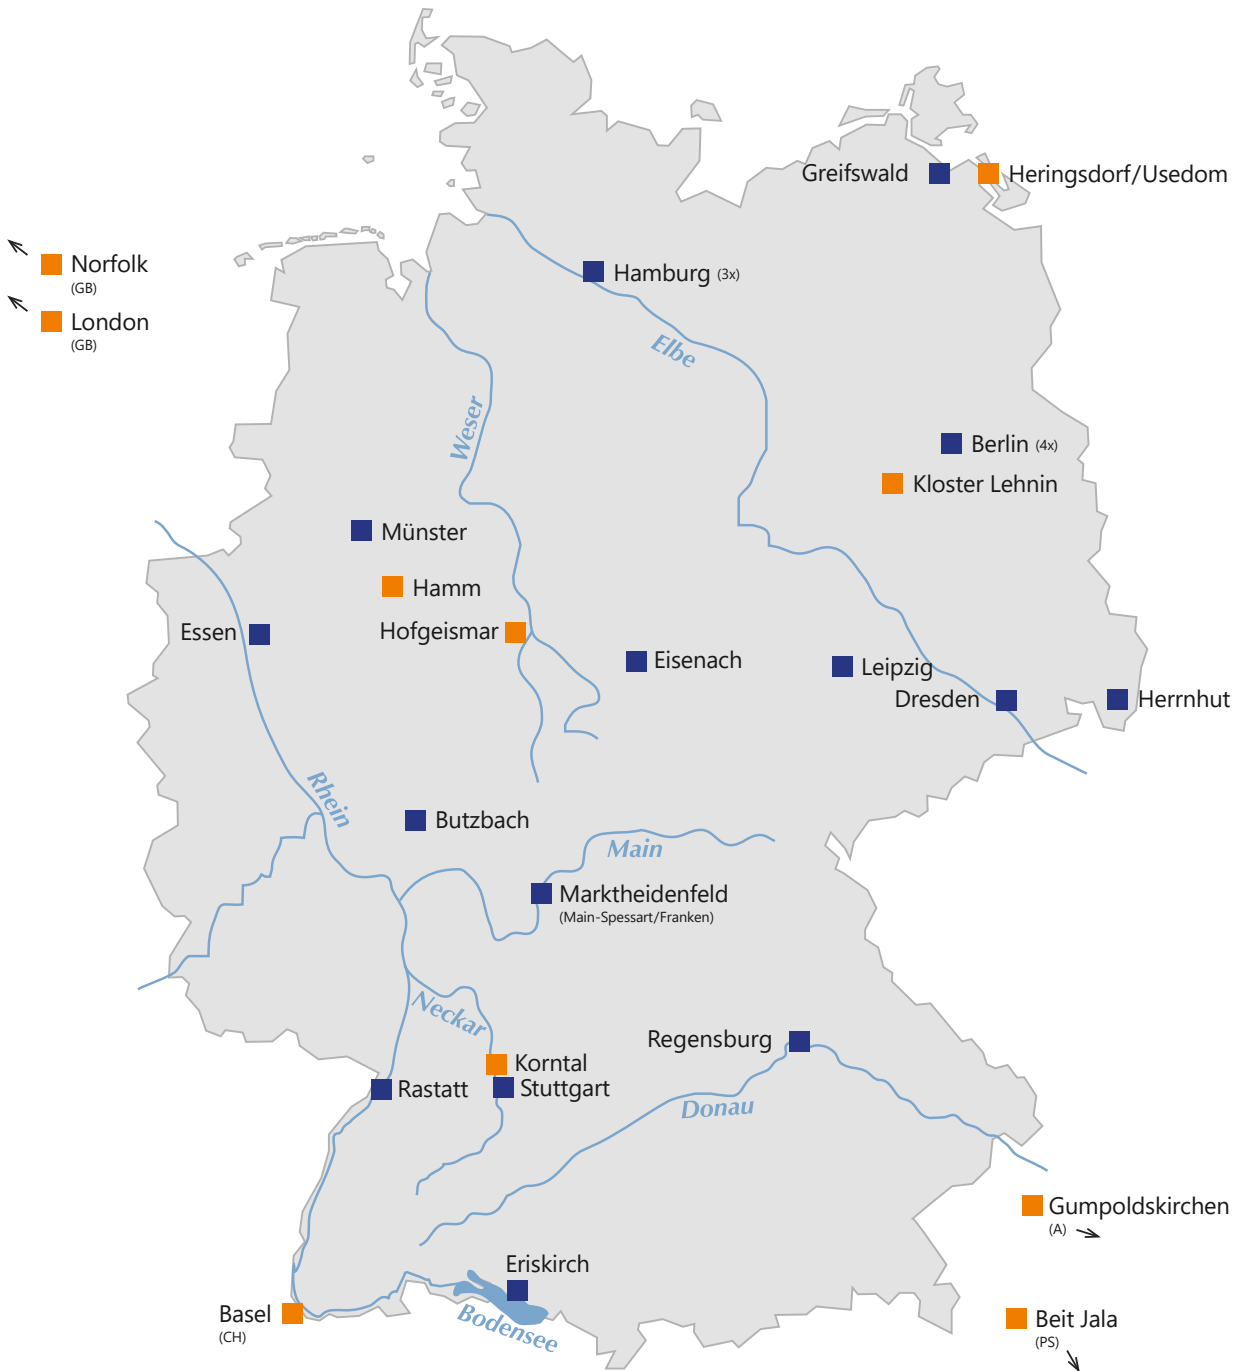 Greifswald
Heringsdorf/Usedom
Norfolk
(GB)
Hamburg (3x)
London
(GB)
Elbe
Weser
Berlin (4x)
Kloster Lehnin
Münster
Hamm
Essen
Hofgeismar
Eisenach
Leipzig
Dresden
Herrnhut
Rhein
Butzbach
Main
Marktheidenfeld
(Main-Spessart/Franken)
Neckar
Regensburg
Korntal
Rastatt
Stuttgart
Donau
Gumpoldskirchen
(A)
Eriskirch
Basel
(CH)
Bodensee
Beit Jala
(PS)